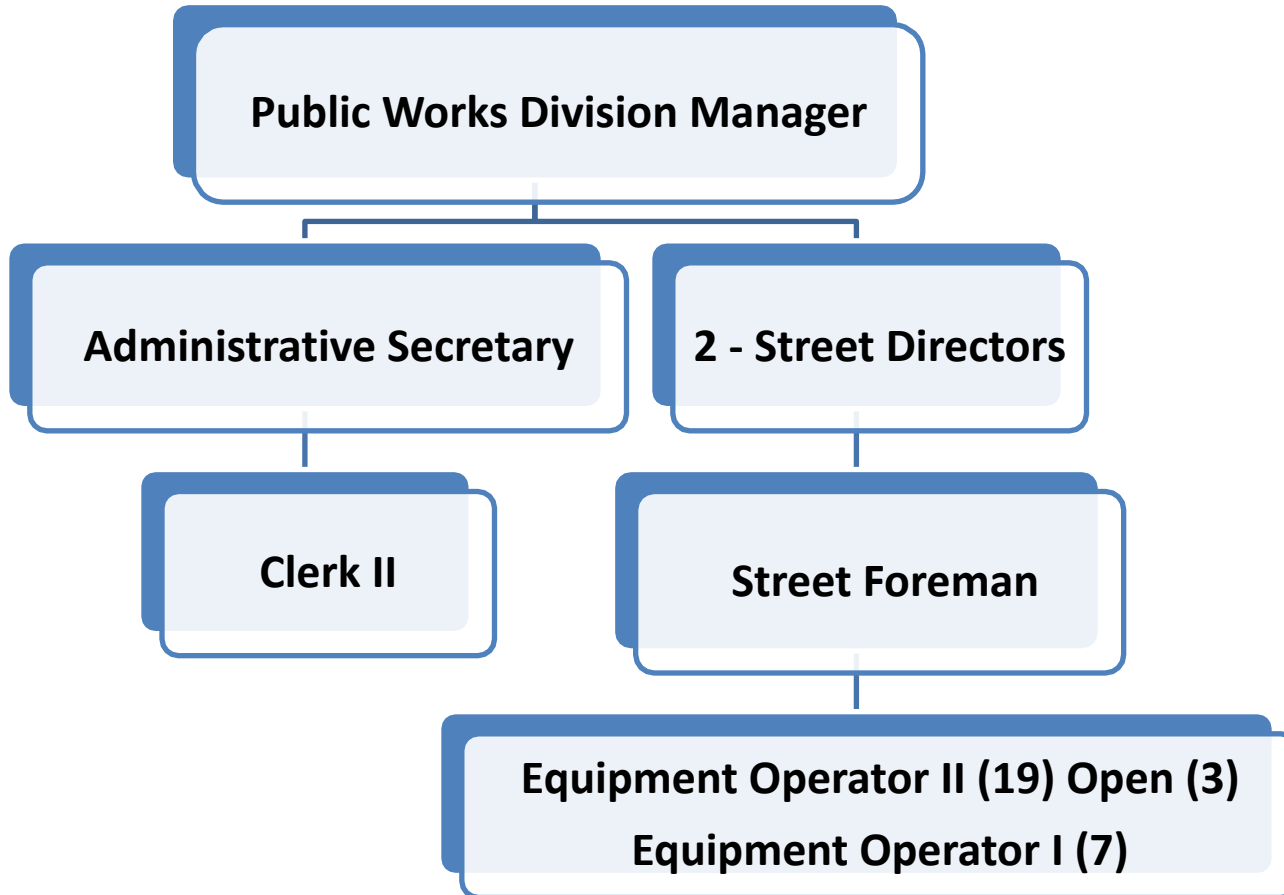 Public Works Division Manager
Administrative Secretary
2 - Street Directors
Clerk II
Street Foreman
Equipment Operator II (19) Open (3)
Equipment Operator I (7)